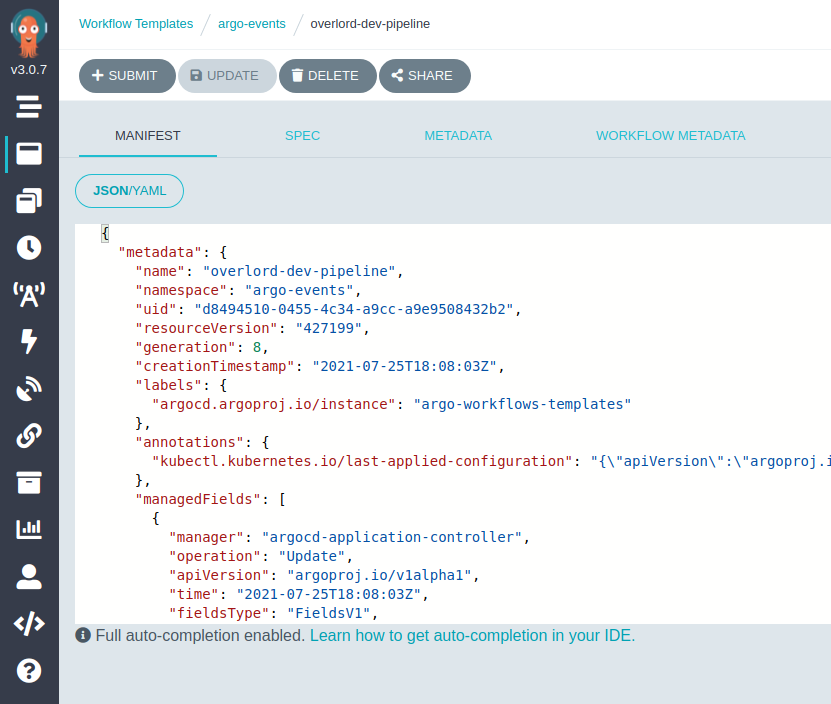 v3.0.7
Workflow Templates / argo-events / overlord-dev-pipeline
SUBMIT UPDATE DELETE SHARE
MANIFEST SPEC METADATA WORKFLOW METADATA
JSON/YAML
{
"metadata": {
"name": "overlord-dev-pipeline",
"namespace": "argo-events",
"uid": "d8494510-0455-4c34-a9cc-a9e9508432b2",
"resourceVersion": "427199",
"generation": 8,
"creationTimestamp": "2021-07-25T18:08:03Z",
"labels": {
"argocd.argoproj.io/instance": "argo-workflows-templates"
},
"annotations": {
"kubectl.kubernetes.io/last-applied-configuration": "{\"apiVersion\":\"argoproj.i
},
"managedFields": [
{
"manager": "argocd-application-controller",
"operation": "Update",
"apiVersion": "argoproj.io/v1alpha1",
"time": "2021-07-25T18:08:03Z",
"fieldsType": "FieldsV1",
Full auto-completion enabled. Learn how to get auto-completion in your IDE.